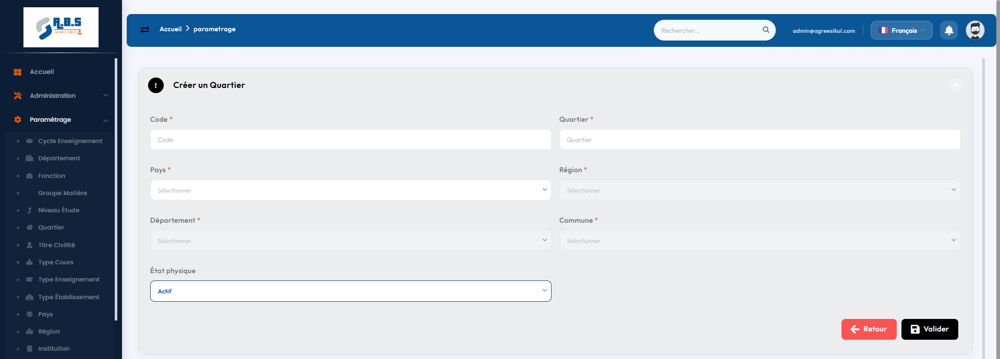 A.B.S
AGREE SIKUL
Accueil
Administration
Paramétrage
Cycle Enseignement
Département
Fonction
Groupe Matière
Niveau Étude
Quartier
Titre Civilité
Type Cours
Type Enseignement
Type Établissement
Pays
Région
Institution
Accueil > parametrage
Rechercher...
admin@agreesikul.com
Français
Créer un Quartier
Code *
Quartier *
Code
Quartier
Pays *
Région *
Sélectionner
Sélectionner
Département *
Commune *
Sélectionner
Sélectionner
État physique
Actif
Retour
Valider